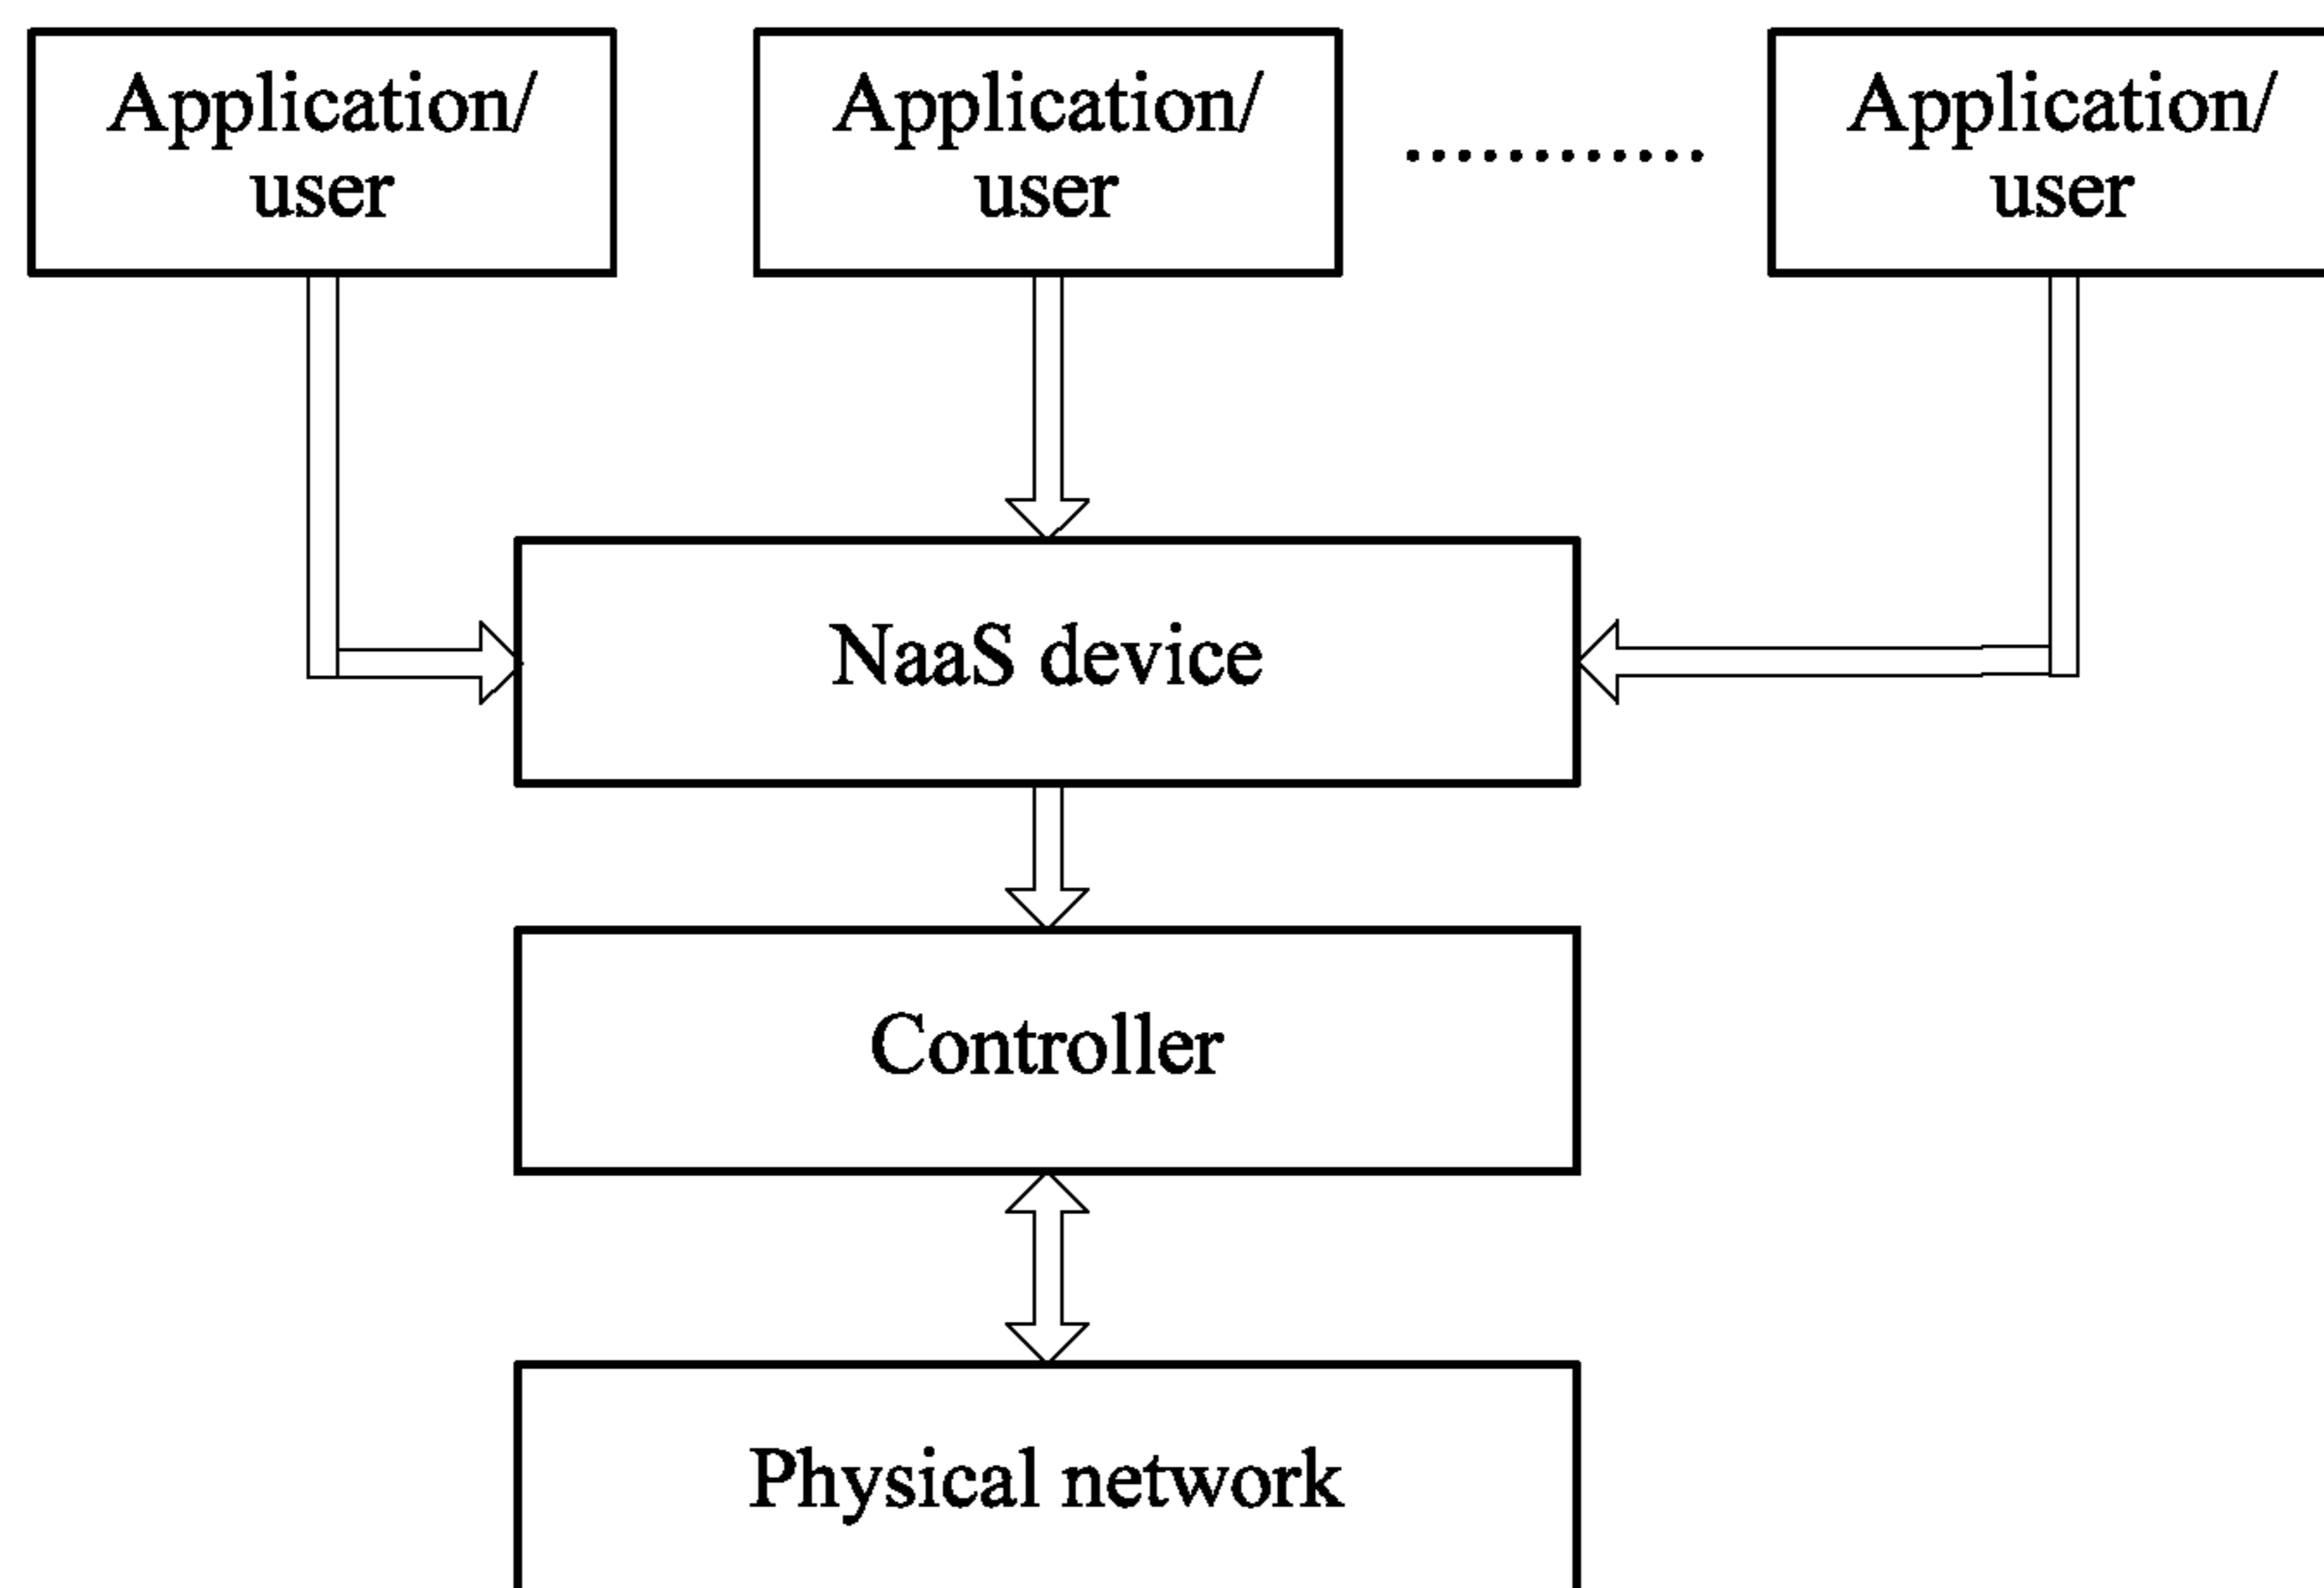 Application/
user
Application/
user
............
Application/
user
NaaS device
Controller
Physical network